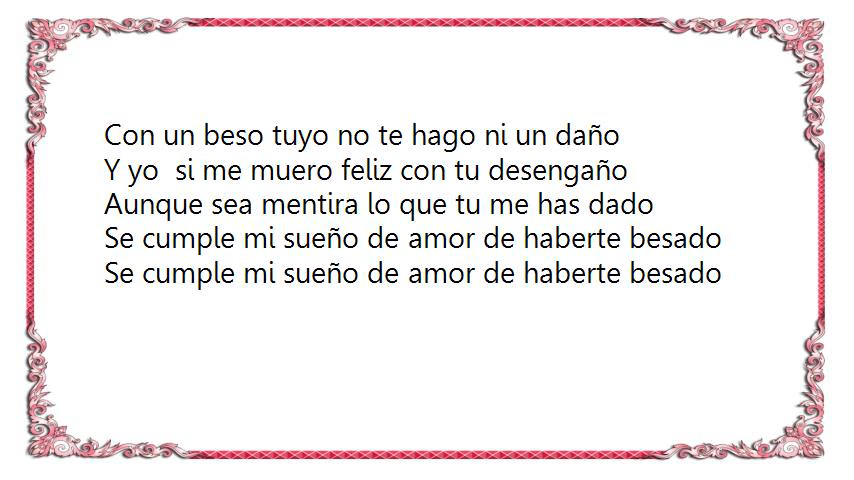 Con un beso tuyo no te hago ni un daño
Y yo  si me muero feliz con tu desengaño
Aunque sea mentira lo que tu me has dado
Se cumple mi sueño de amor de haberte besado
Se cumple mi sueño de amor de haberte besado